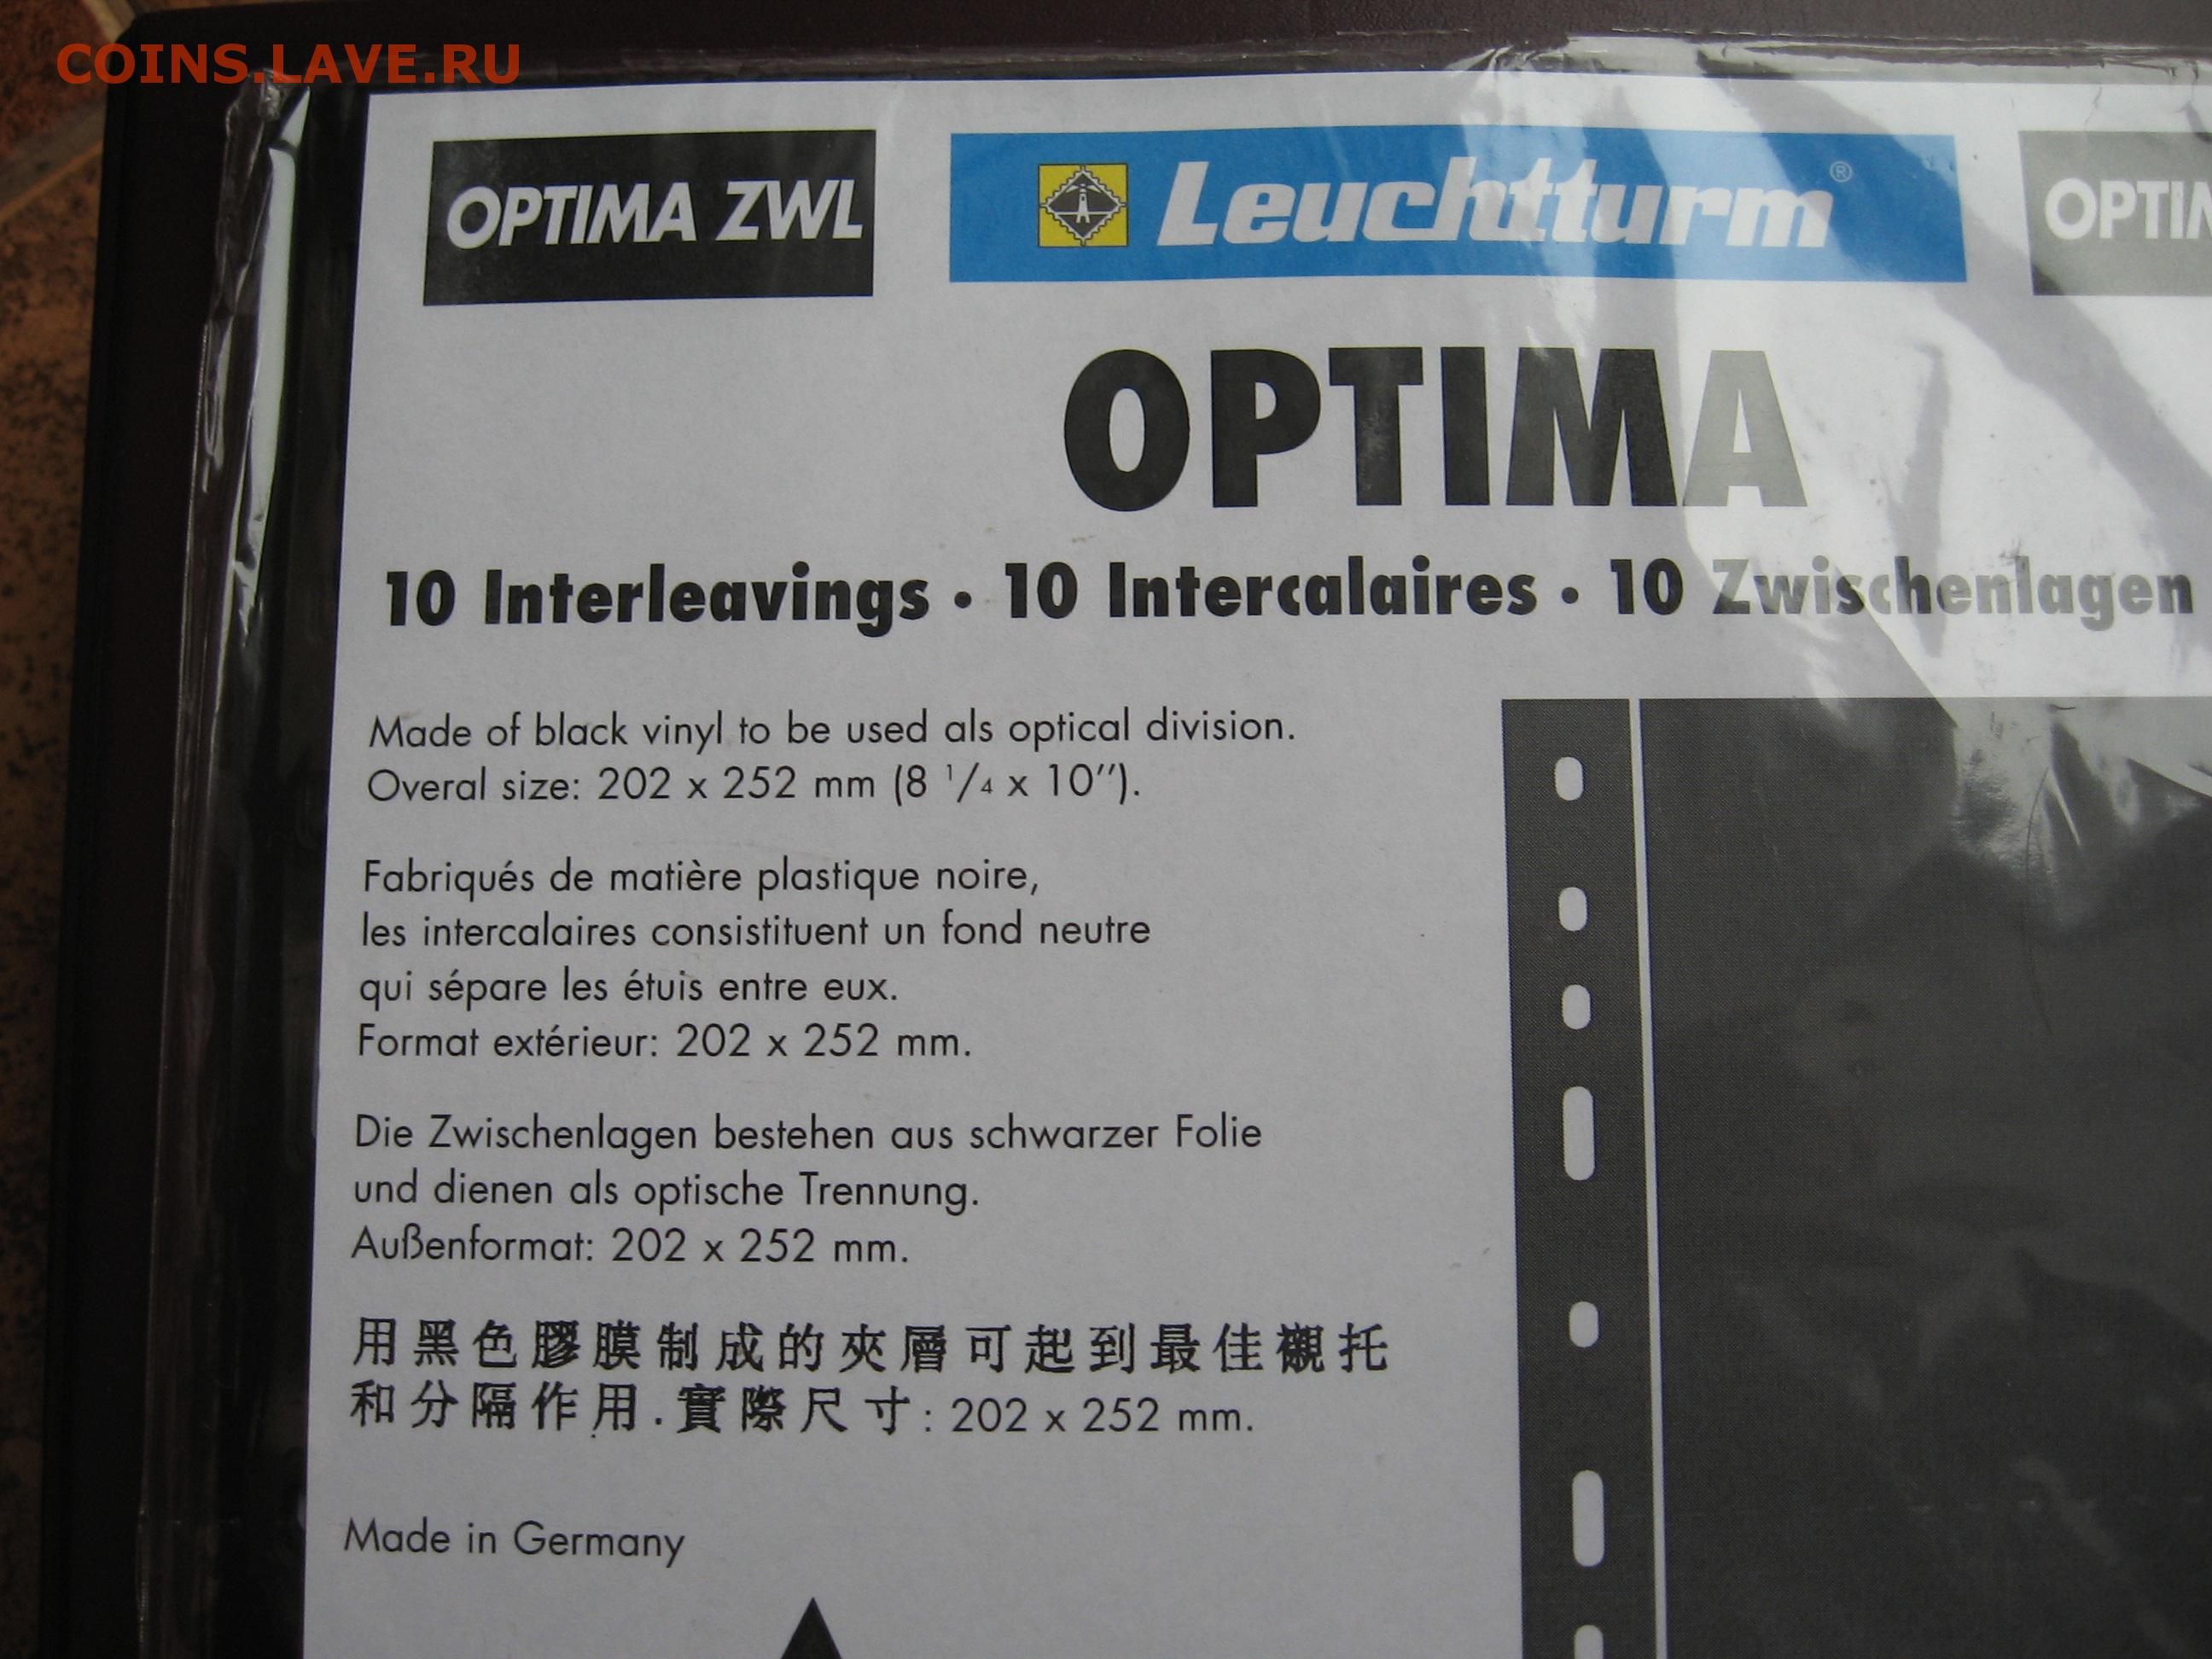 COINS.LAVE.RU
OPTIMA ZWL
Leuchtturm®
OPTIMA
10 Interleavings • 10 Intercalaires • 10 Zwischenlagen
Made of black vinyl to be used als optical division.
Overal size: 202 x 252 mm (8 1/4 x 10″).
Fabriqués de matière plastique noire,
les intercalaires consistituent un fond neutre
qui sépare les étuis entre eux.
Format extérieur: 202 x 252 mm.
Die Zwischenlagen bestehen aus schwarzer Folie
und dienen als optische Trennung.
Außenformat: 202 x 252 mm.
用黑色膠膜制成的夾層可起到最佳襯托
和分隔作用.實際尺寸: 202 x 252 mm.
Made in Germany